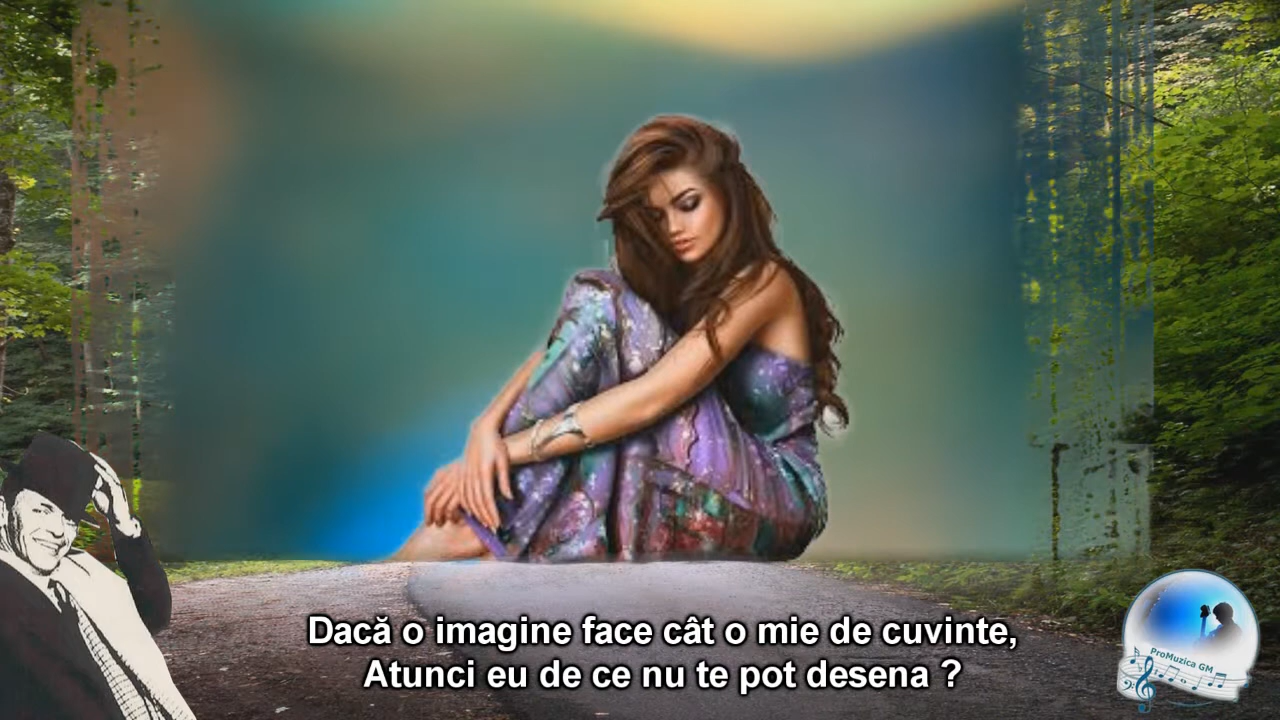 Dacă o imagine face cât o mie de cuvinte,
Atunci eu de ce nu te pot desena ?
ProMuzica GM